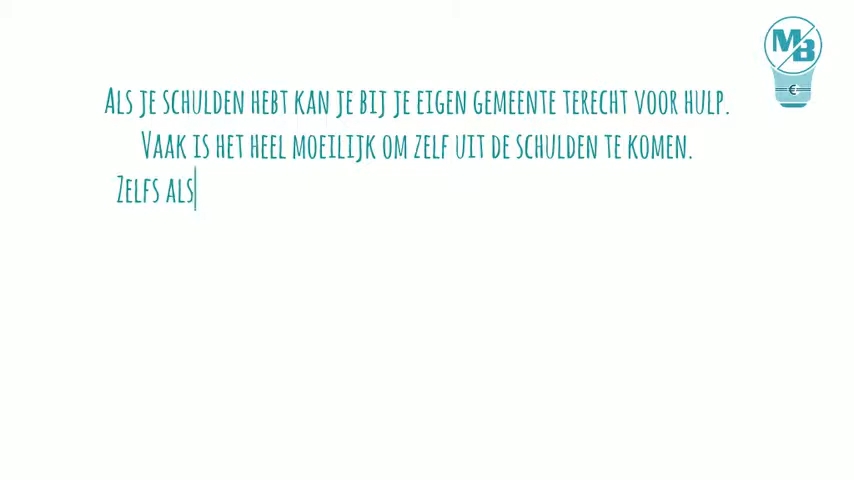 M/B
€
Als je schulden hebt kan je bij je eigen gemeente terecht voor hulp.
Vaak is het heel moeilijk om zelf uit de schulden te komen.
Zelfs als